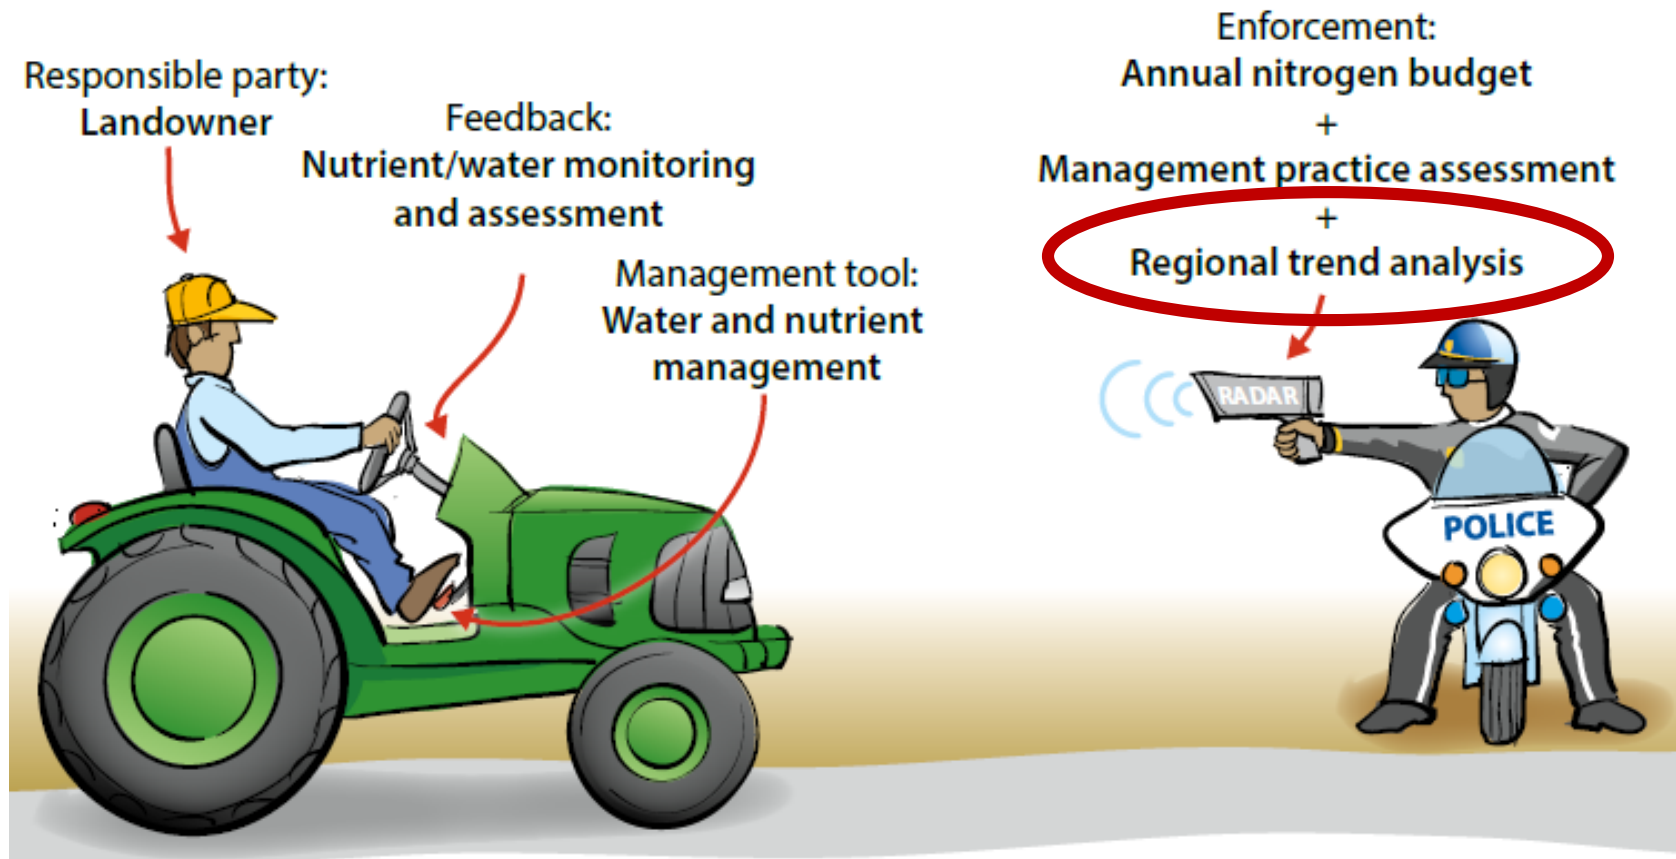 Responsible party:
Landowner
Feedback:
Nutrient/water monitoring
and assessment
Management tool:
Water and nutrient
management
Enforcement:
Annual nitrogen budget
+
Management practice assessment
+
Regional trend analysis
RADAR
POLICE